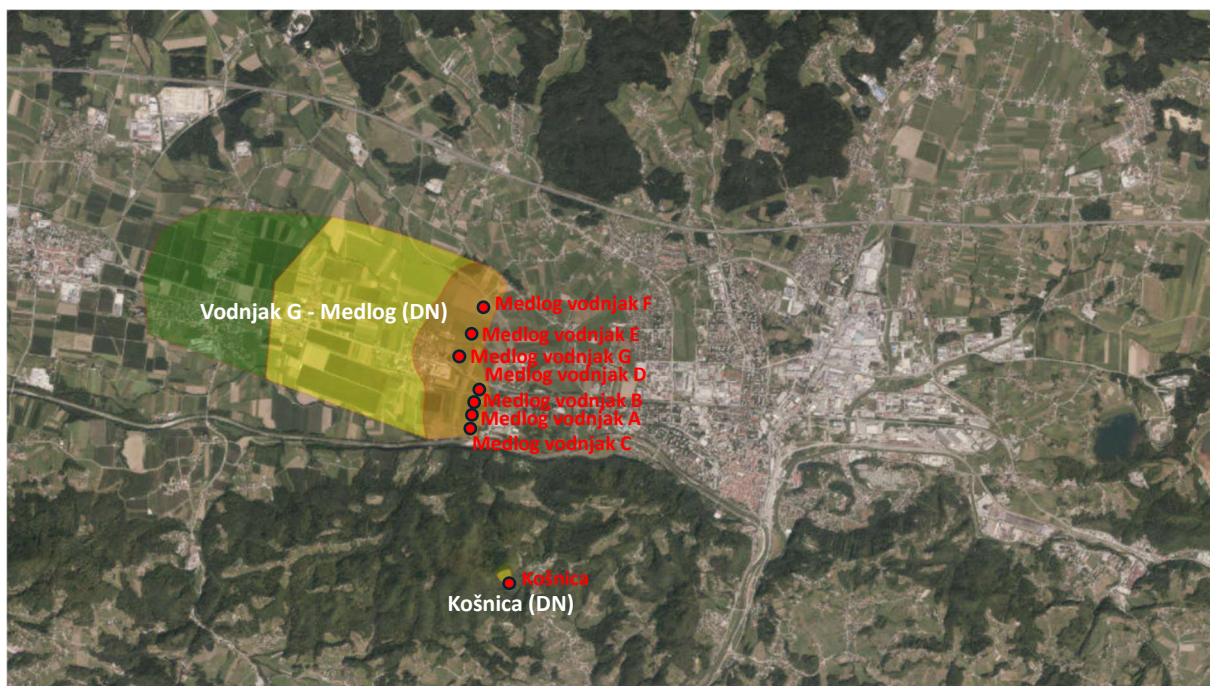 Medlog vodnjak F
Vodnjak G - Medlog (DN)
Medlog vodnjak E
Medlog vodnjak G
Medlog vodnjak D
Medlog vodnjak B
Medlog vodnjak A
Medlog vodnjak C
Košnica
Košnica (DN)